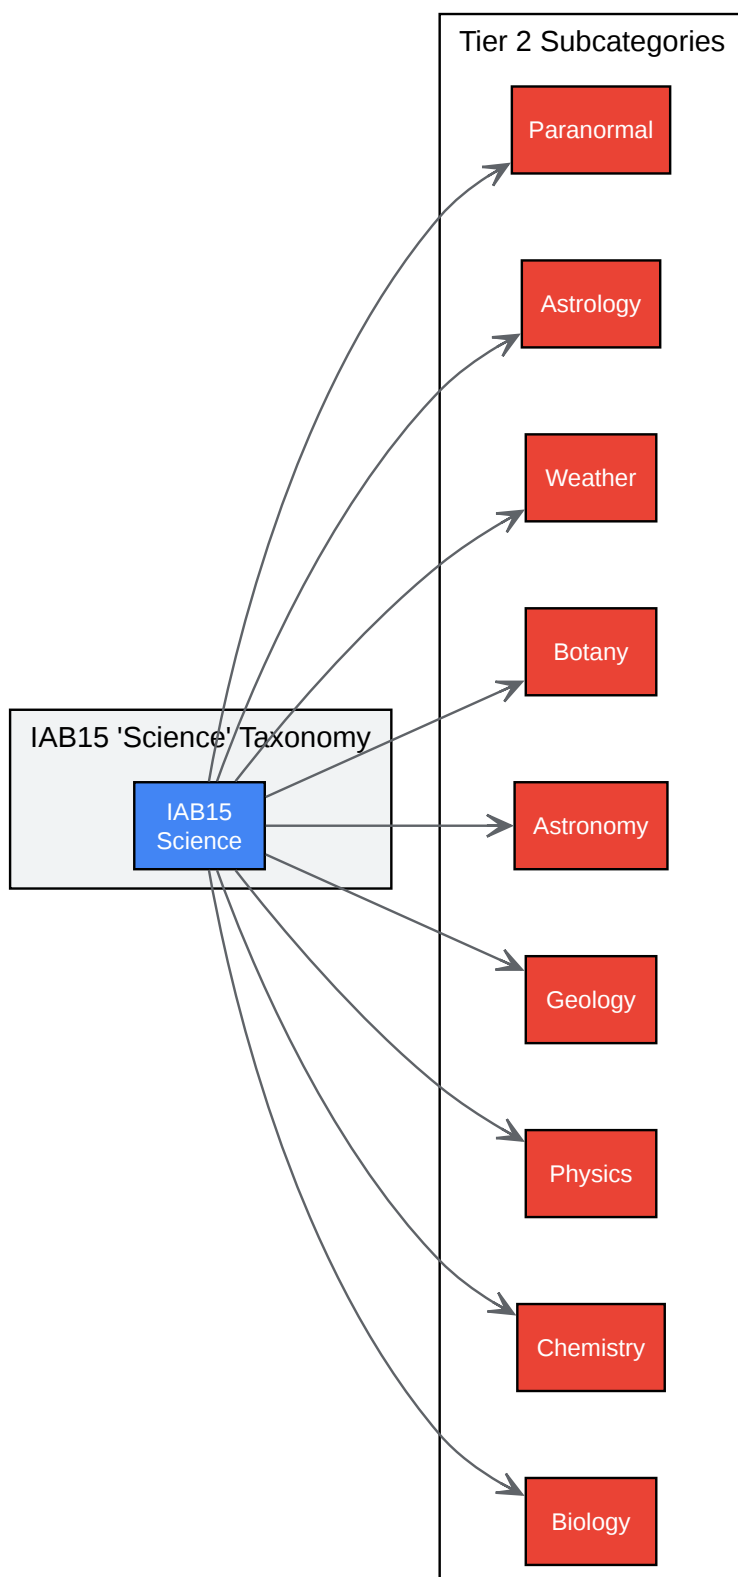 Tier 2 Subcategories
Paranormal
Astrology
Weather
Botany
IAB15 'Science' Taxonomy
IAB15
Science
Astronomy
Geology
Physics
Chemistry
Biology